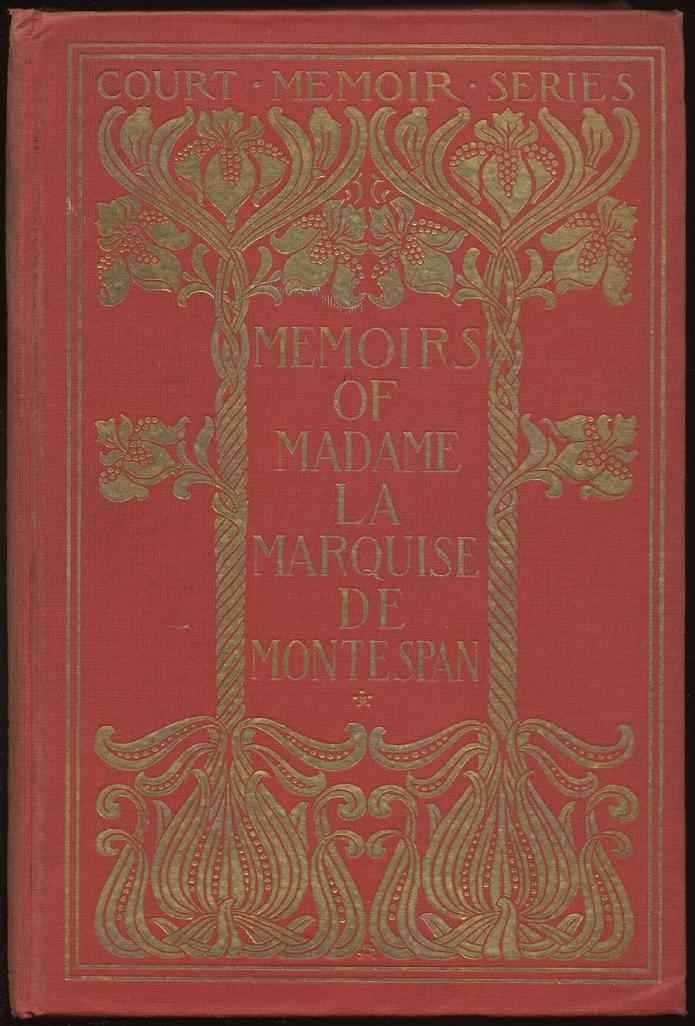 COURT · MEMOIR · SERIES
MEMOIRS
OF
MADAME
LA
MARQUISE
DE
MONTESPAN